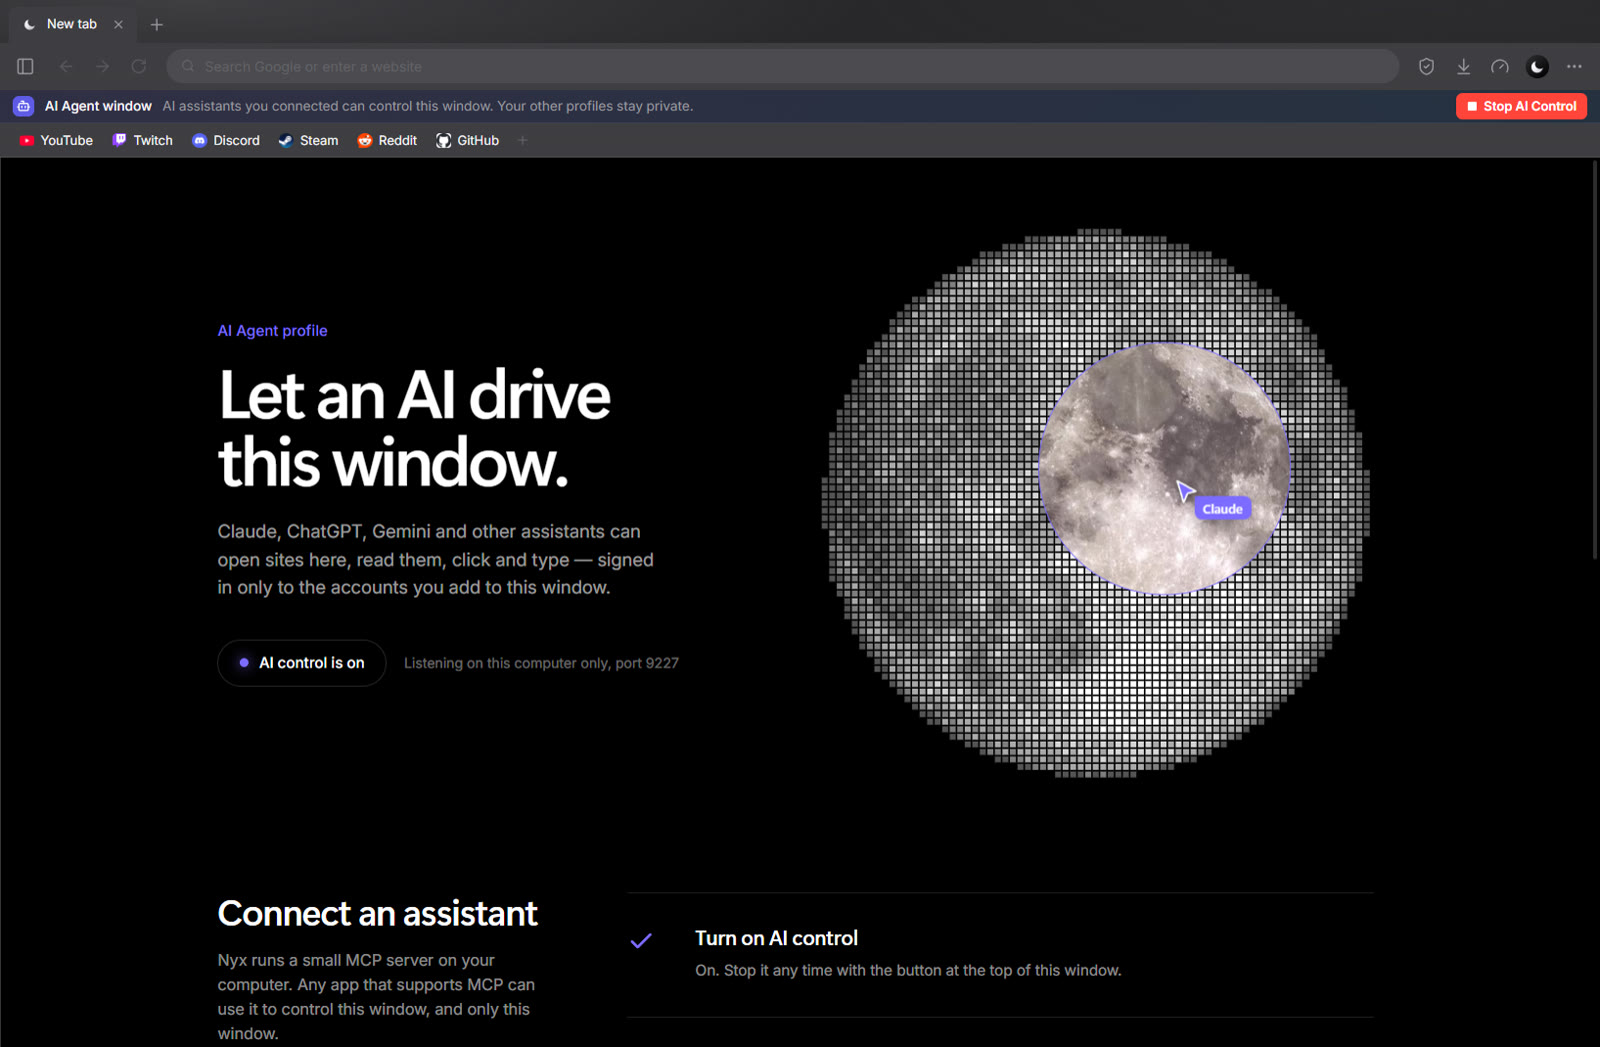 New tab
Search Google or enter a website
AI Agent window AI assistants you connected can control this window. Your other profiles stay private.
Stop AI Control
YouTube Twitch Discord Steam Reddit GitHub
AI Agent profile
Let an AI drive
this window.
Claude, ChatGPT, Gemini and other assistants can
open sites here, read them, click and type — signed
in only to the accounts you add to this window.
AI control is on
Listening on this computer only, port 9227
Claude
Connect an assistant
Nyx runs a small MCP server on your
computer. Any app that supports MCP can
use it to control this window, and only this
window.
Turn on AI control
On. Stop it any time with the button at the top of this window.